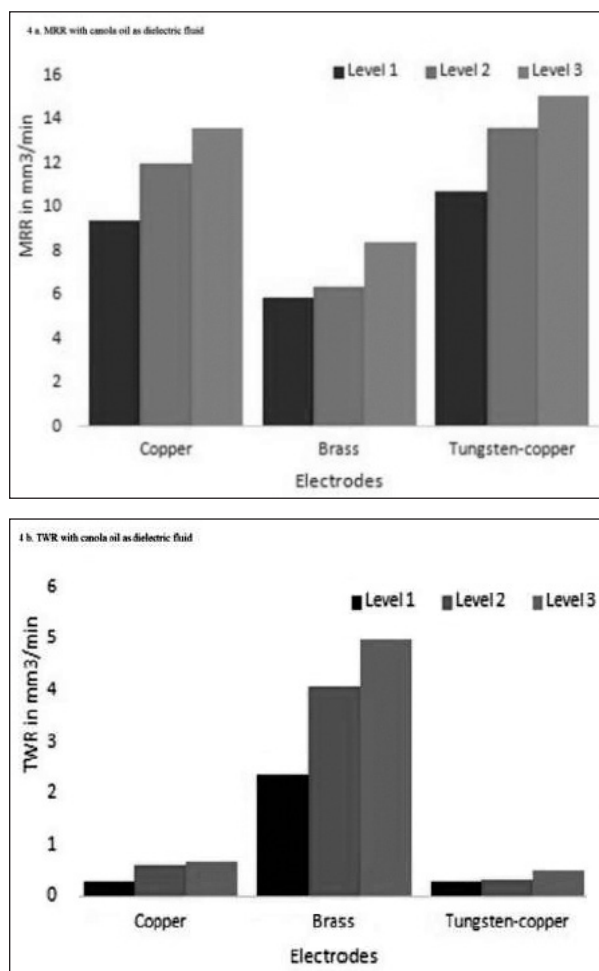 4 a. MRR with canola oil as dielectric fluid
Level 1 Level 2 Level 3
MRR in mm3/min
16
14
12
10
8
6
4
2
0
Copper Brass Tungsten-copper
Electrodes
4 b. TWR with canola oil as dielectric fluid
Level 1 Level 2 Level 3
TWR in mm3/min
6
5
4
3
2
1
0
Copper Brass Tungsten-copper
Electrodes